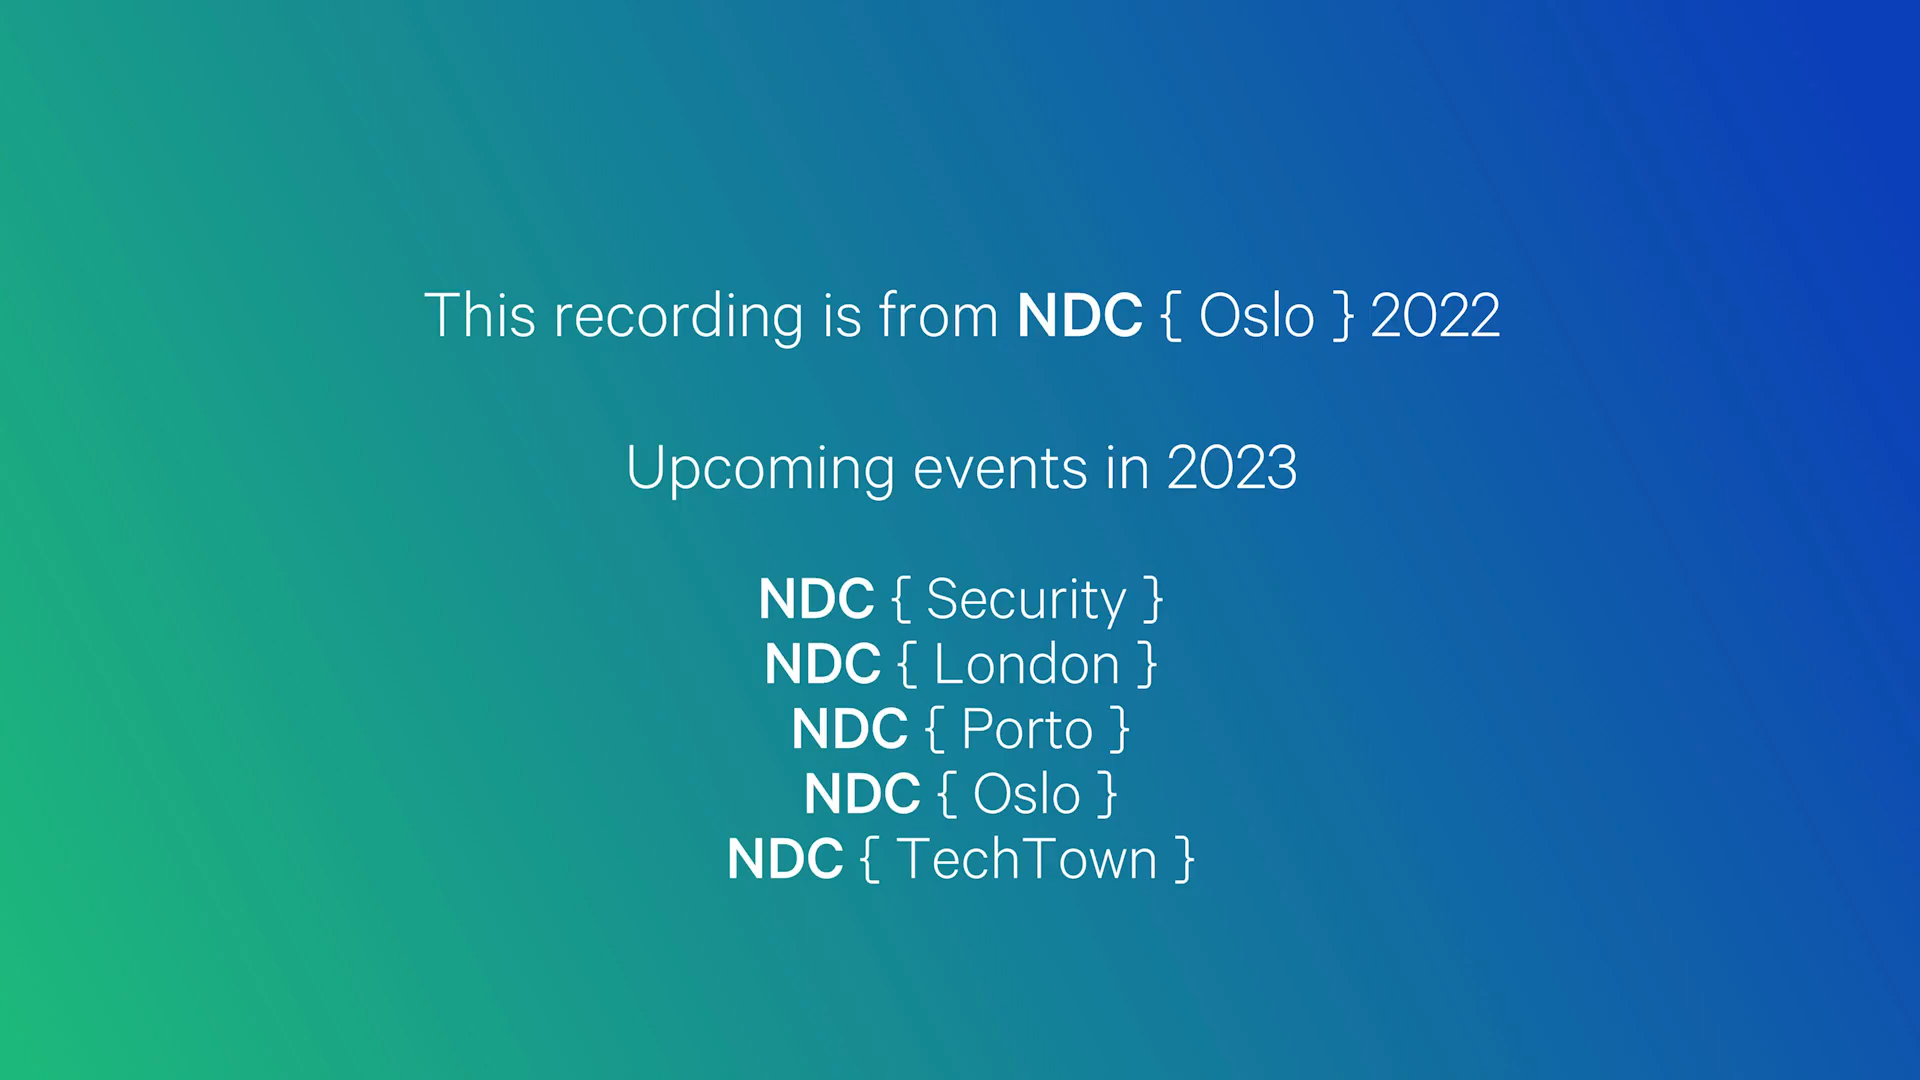 This recording is from NDC { Oslo } 2022
Upcoming events in 2023
NDC { Security }
NDC { London }
NDC { Porto }
NDC { Oslo }
NDC { TechTown }